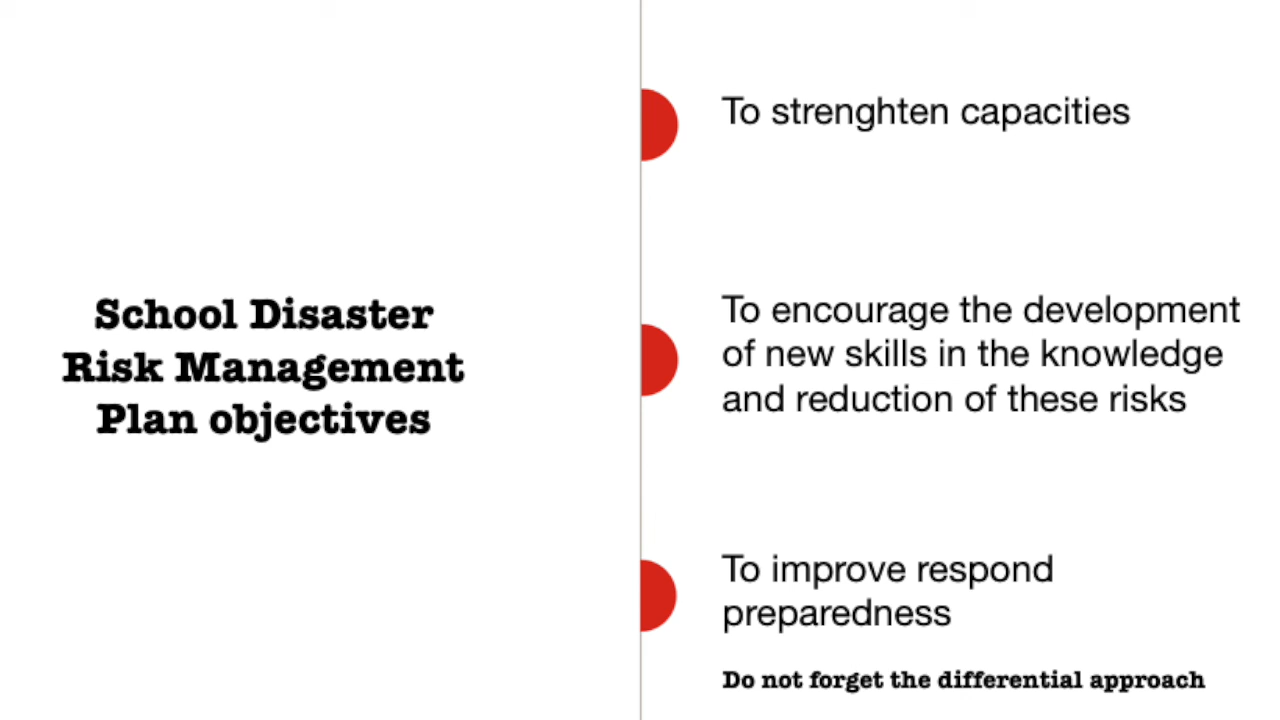 School Disaster
Risk Management
Plan objectives
To strenghten capacities
To encourage the development
of new skills in the knowledge
and reduction of these risks
To improve respond
preparedness
Do not forget the differential approach